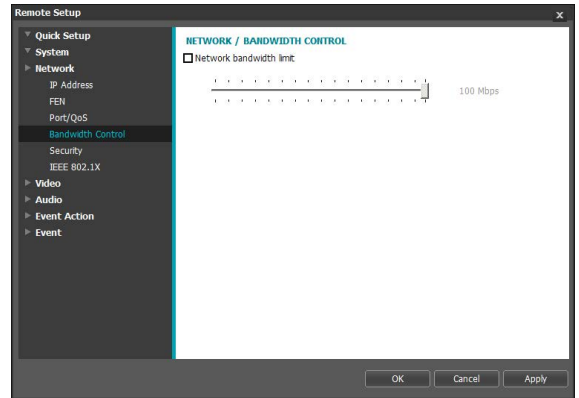 Remote Setup
x
Quick Setup
System
Network
IP Address
FEN
Port/QoS
Bandwidth Control
Security
IEEE 802.1X
Video
Audio
Event Action
Event
NETWORK / BANDWIDTH CONTROL
Network bandwidth limit
100 Mbps
OK
Cancel
Apply